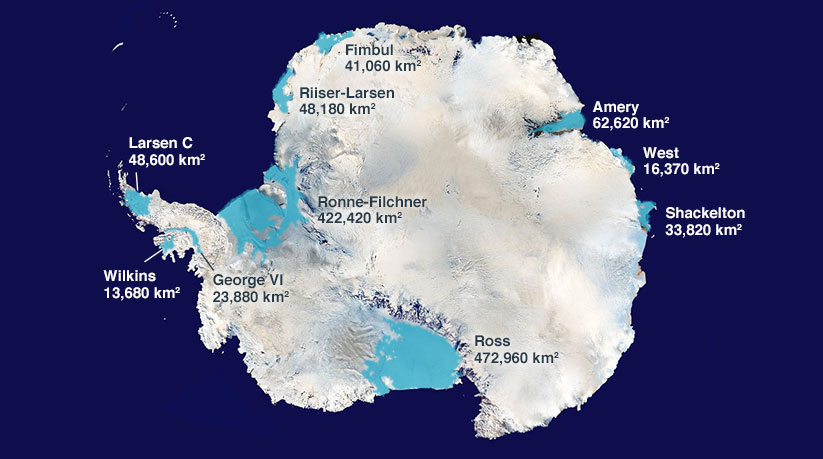 Fimbul
41,060 km²
Riiser-Larsen
48,180 km²
Amery
62,620 km²
Larsen C
48,600 km²
West
16,370 km²
Ronne-Filchner
422,420 km²
Shackelton
33,820 km²
Wilkins
13,680 km²
George VI
23,880 km²
Ross
472,960 km²